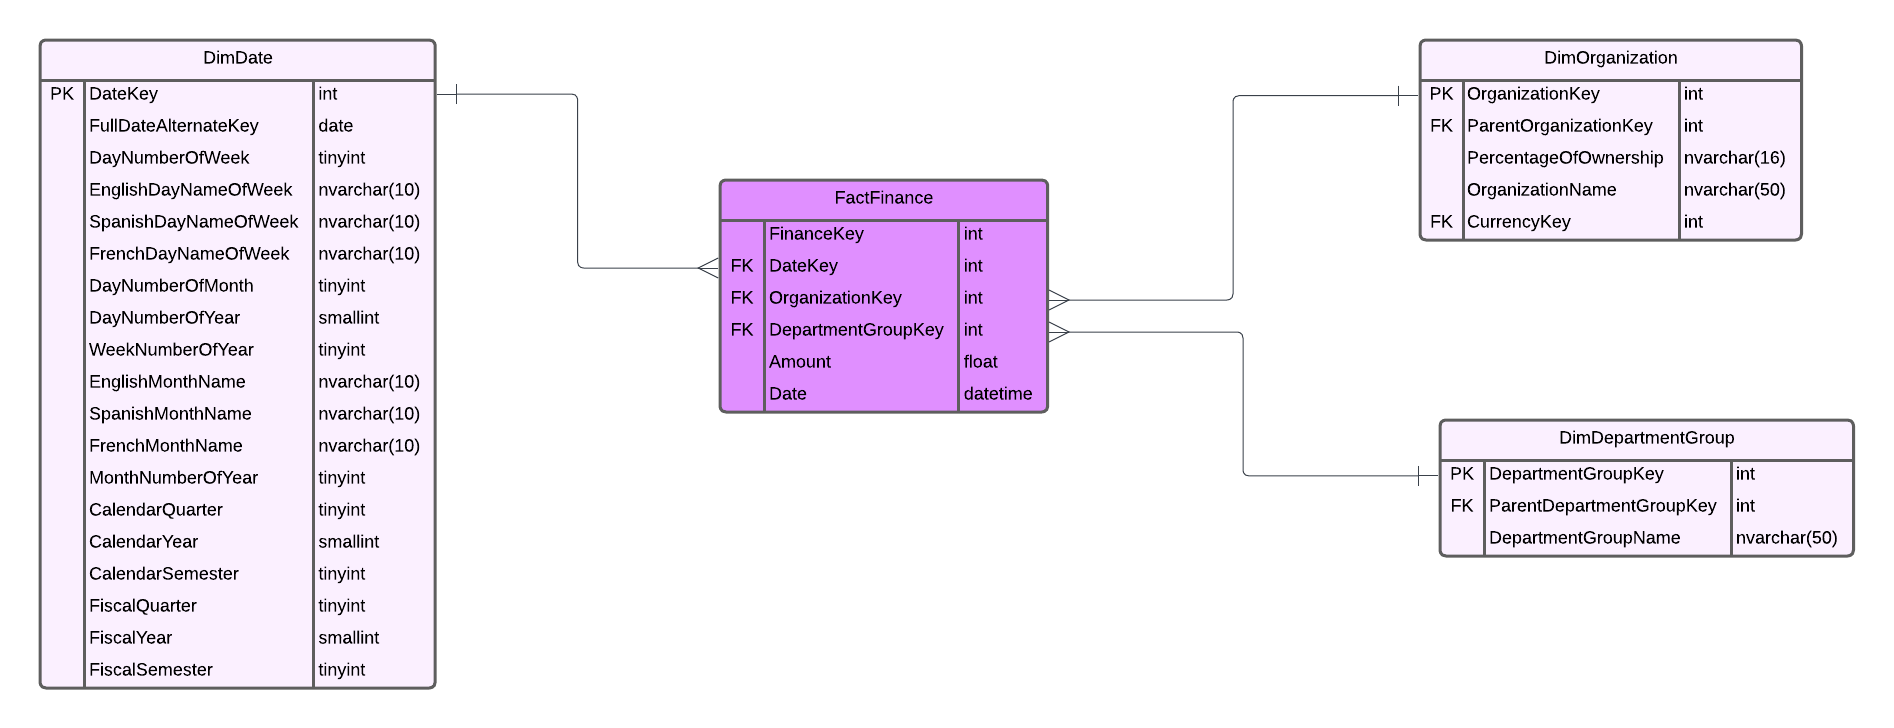 DimDate
PK DateKey int
FullDateAlternateKey date
DayNumberOfWeek tinyint
EnglishDayNameOfWeek nvarchar(10)
SpanishDayNameOfWeek nvarchar(10)
FrenchDayNameOfWeek nvarchar(10)
DayNumberOfMonth tinyint
DayNumberOfYear smallint
WeekNumberOfYear tinyint
EnglishMonthName nvarchar(10)
SpanishMonthName nvarchar(10)
FrenchMonthName nvarchar(10)
MonthNumberOfYear tinyint
CalendarQuarter tinyint
CalendarYear smallint
CalendarSemester tinyint
FiscalQuarter tinyint
FiscalYear smallint
FiscalSemester tinyint
FactFinance
FinanceKey int
FK DateKey int
FK OrganizationKey int
FK DepartmentGroupKey int
Amount float
Date datetime
DimOrganization
PK OrganizationKey int
FK ParentOrganizationKey int
PercentageOfOwnership nvarchar(16)
OrganizationName nvarchar(50)
FK CurrencyKey int
DimDepartmentGroup
PK DepartmentGroupKey int
FK ParentDepartmentGroupKey int
DepartmentGroupName nvarchar(50)